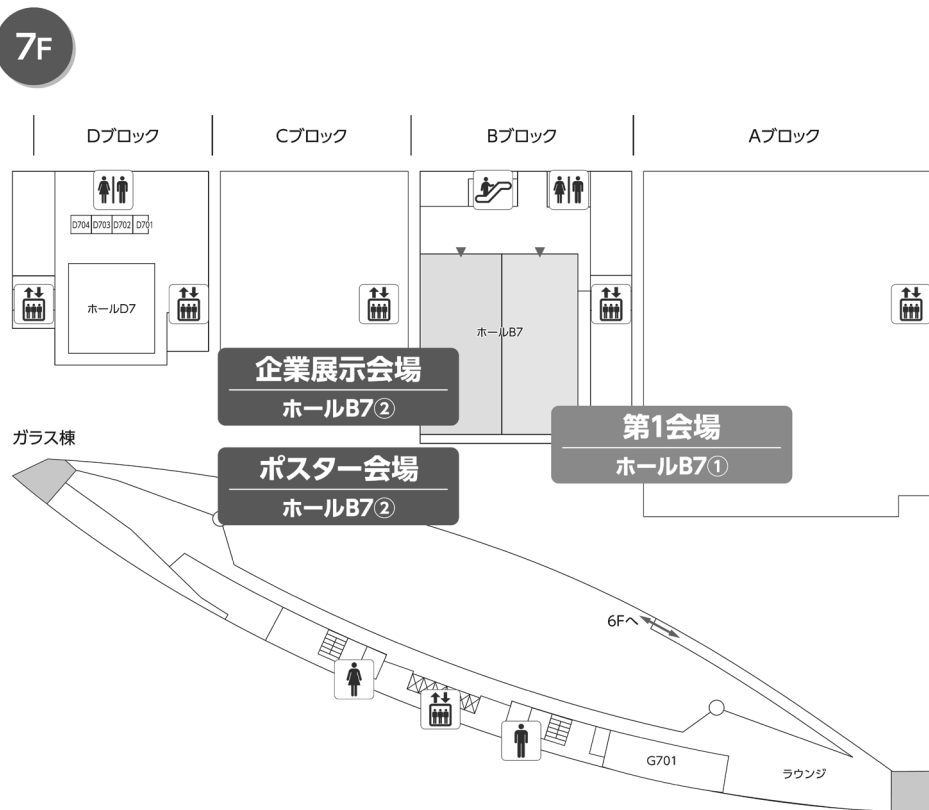 7F
Dブロック
Cブロック
Bブロック
Aブロック
D704 D703 D702 D701
ホールD7
ホールB7
企業展示会場
ホールB7②
第1会場
ホールB7①
ガラス棟
ポスター会場
ホールB7②
6Fへ
G701
ラウンジ